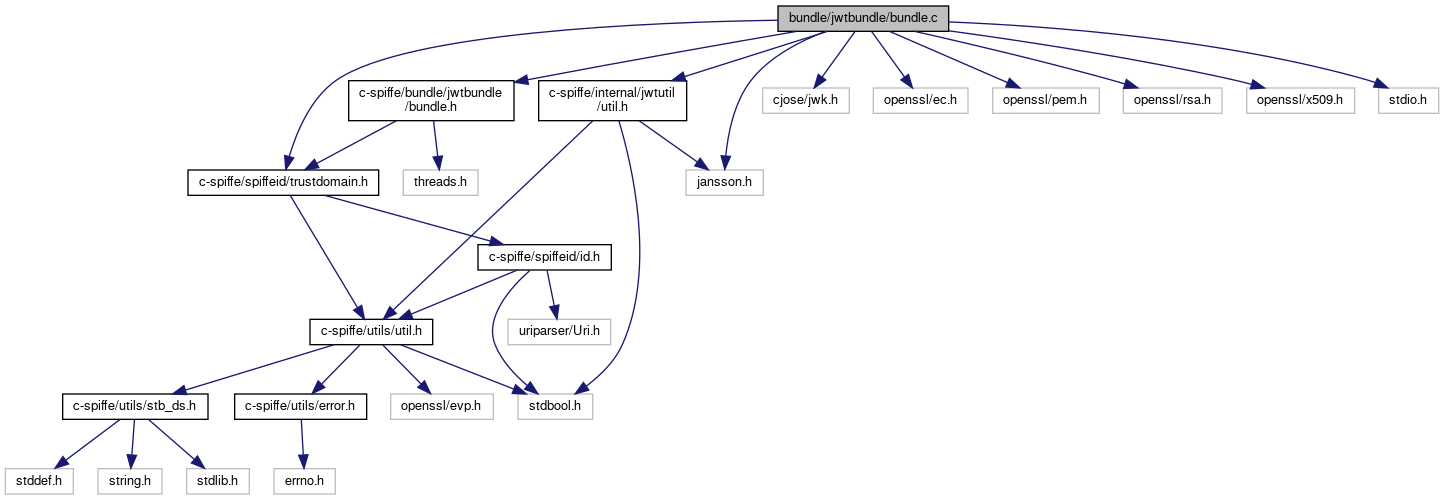 bundle/jwtbundle/bundle.c
c-spiffe/bundle/jwtbundle
/bundle.h
c-spiffe/internal/jwtutil
/util.h
cjose/jwk.h
openssl/ec.h
openssl/pem.h
openssl/rsa.h
openssl/x509.h
stdio.h
c-spiffe/spiffeid/trustdomain.h
threads.h
jansson.h
c-spiffe/spiffeid/id.h
c-spiffe/utils/util.h
uriparser/Uri.h
c-spiffe/utils/stb_ds.h
c-spiffe/utils/error.h
openssl/evp.h
stdbool.h
stddef.h
string.h
stdlib.h
errno.h